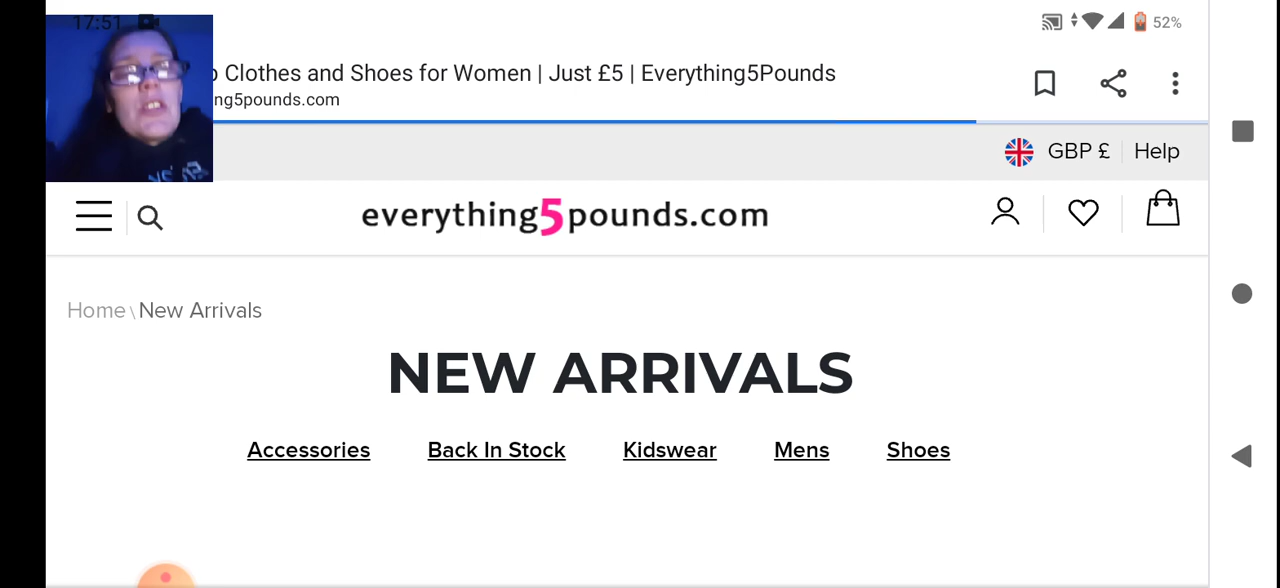 17:51
52%
Clothes and Shoes for Women | Just £5 | Everything5Pounds
ng5pounds.com
GBP £
Help
everything5pounds.com
Home \ New Arrivals
NEW ARRIVALS
Accessories
Back In Stock
Kidswear
Mens
Shoes